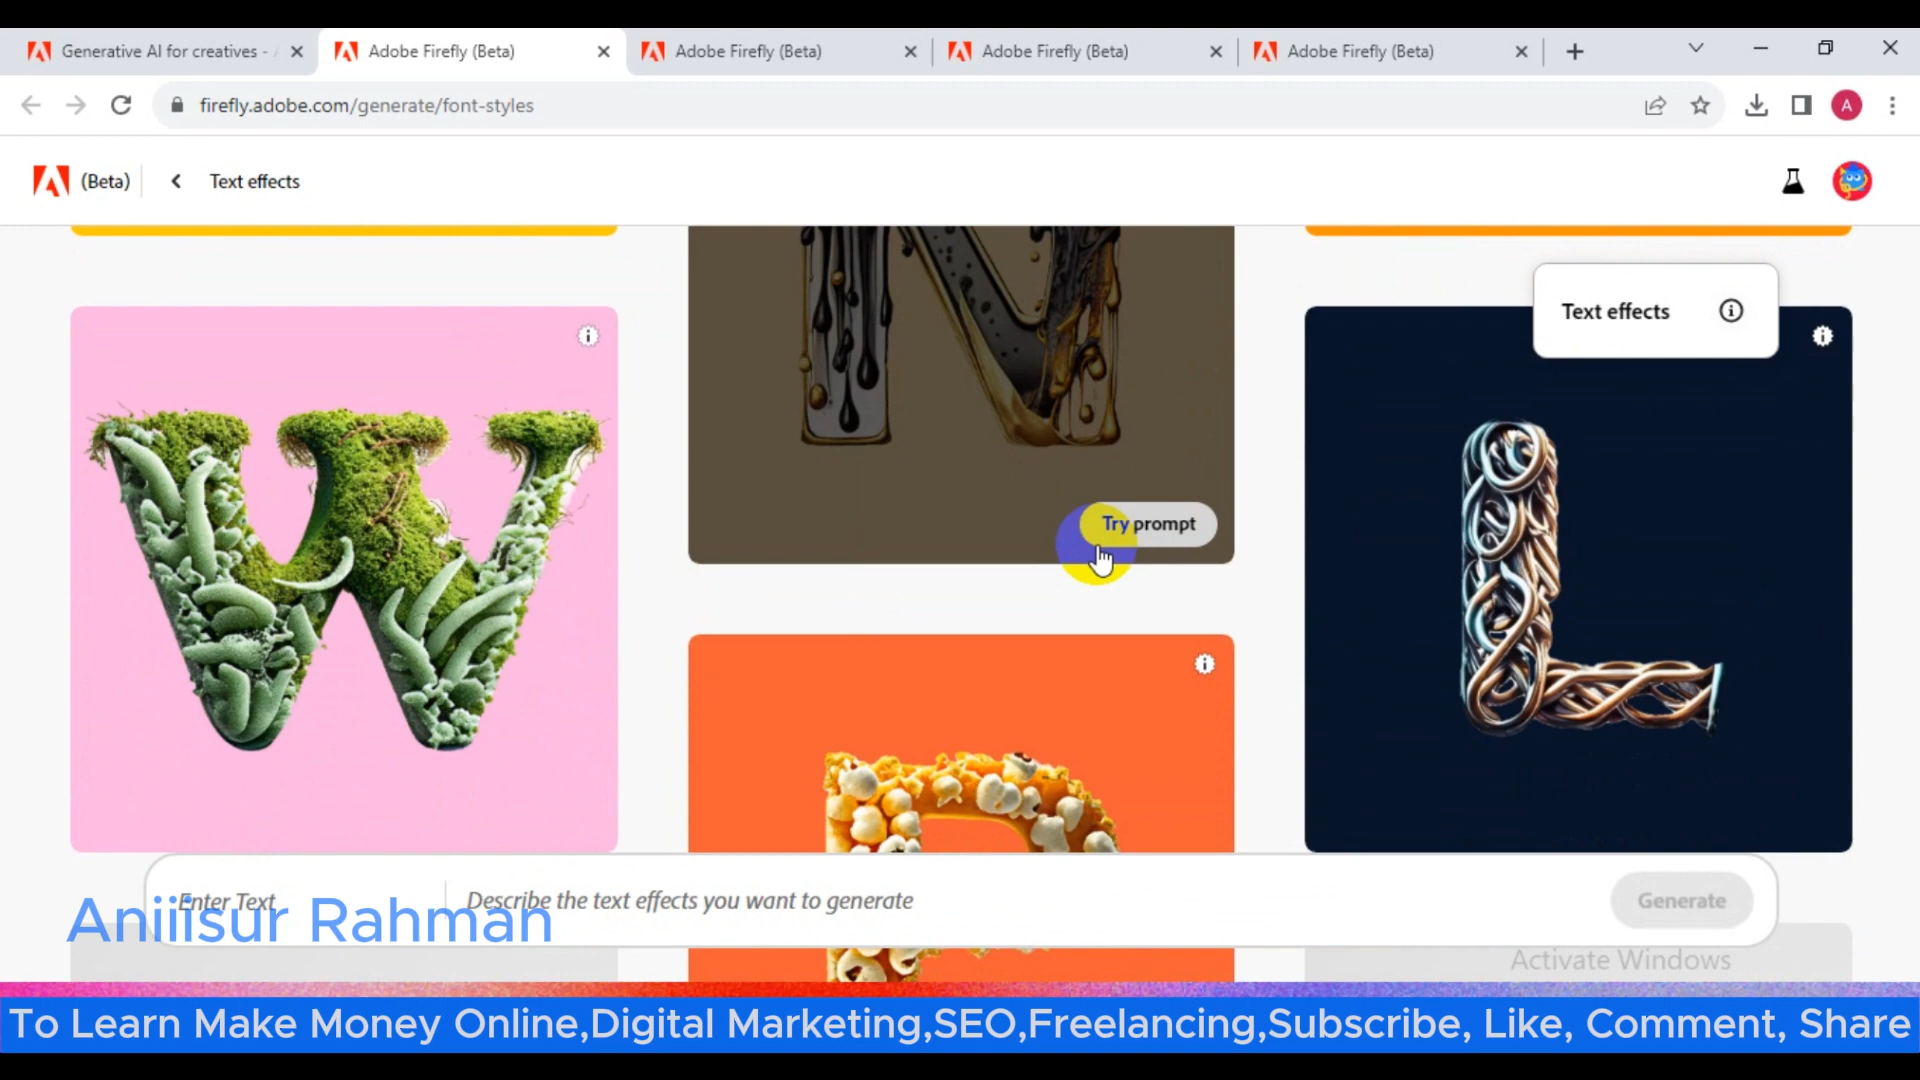 Generative AI for creatives - 
Adobe Firefly (Beta)
Adobe Firefly (Beta)
Adobe Firefly (Beta)
Adobe Firefly (Beta)
firefly.adobe.com/generate/font-styles
A
(Beta)
Text effects
Text effects
Try prompt
Enter Text
Describe the text effects you want to generate
Generate
Aniiisur Rahman
Activate Windows
To Learn Make Money Online,Digital Marketing,SEO,Freelancing,Subscribe, Like, Comment, Share